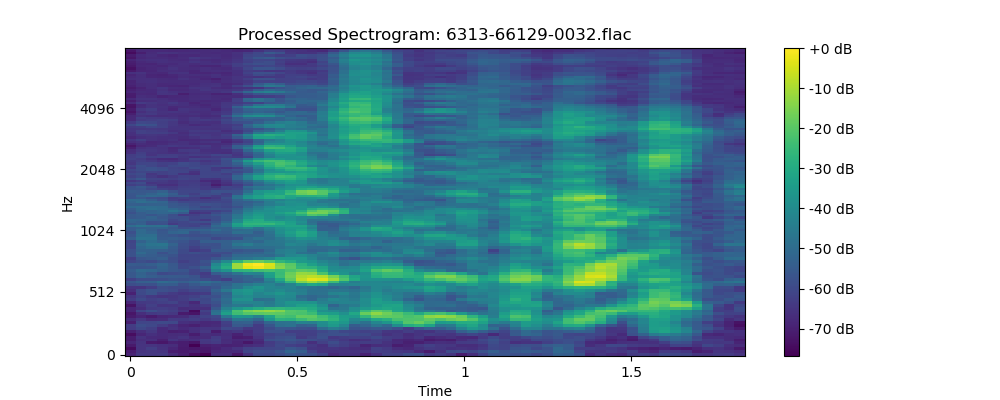 Processed Spectrogram: 6313-66129-0032.flac
Hz
4096
2048
1024
512
0
0
0.5
1
1.5
Time
+0 dB
-10 dB
-20 dB
-30 dB
-40 dB
-50 dB
-60 dB
-70 dB